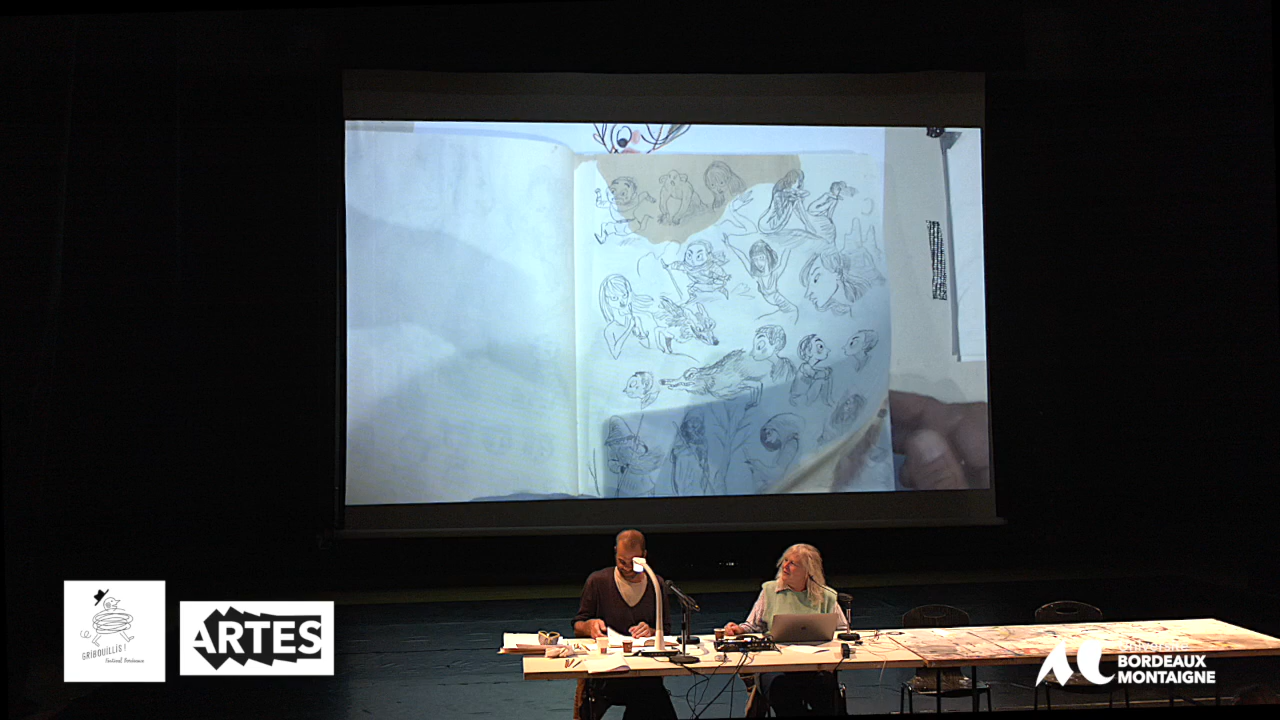 GRIBOUILLIS!
Festival Bordeaux
ARTES
Université
BORDEAUX
MONTAIGNE